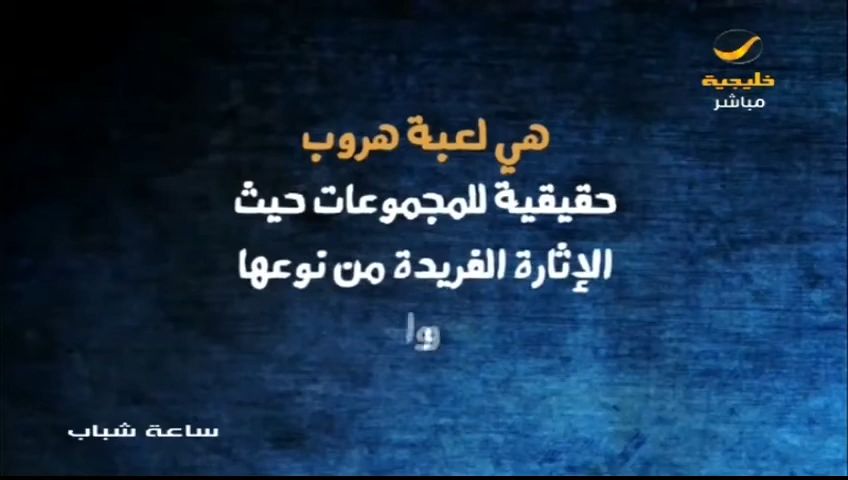 خليجية
مباشر
هي لعبة هروب
حقيقية للمجموعات حيث
الإثارة الفريدة من نوعها
وا
ساعة شباب